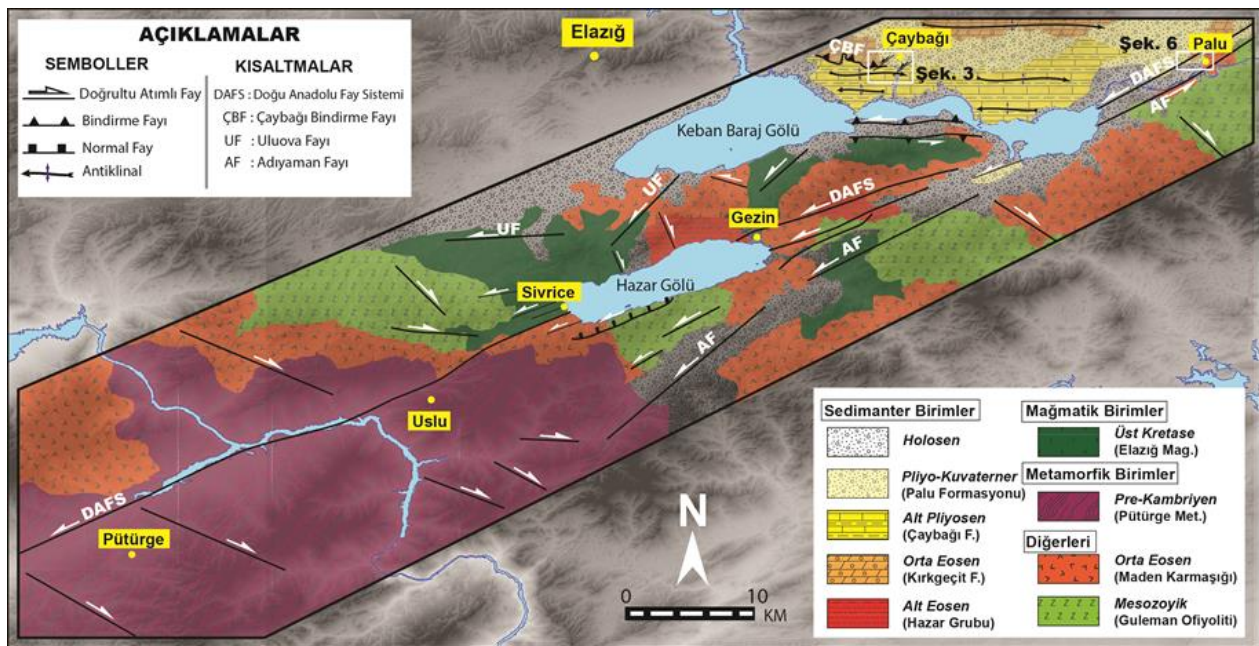 AÇIKLAMALAR
SEMBOLLER
Doğrultu Atımlı Fay
Bindirme Fayı
Normal Fay
Antiklinal
KISALTMALAR
DAFS : Doğu Anadolu Fay Sistemi
ÇBF : Çaybağı Bindirme Fayı
UF : Uluova Fayı
AF : Adıyaman Fayı
Elazığ
Çaybağı
Palu
ÇBF
Şek. 3
Şek. 6
DAFS
AF
Keban Baraj Gölü
UF
DAFS
UF
Gezin
AF
Hazar Gölü
Sivrice
AF
Uslu
DAFS
Pütürge
N
0 10
KM
Sedimanter Birimler
Holosen
Pliyo-Kuvaterner
(Palu Formasyonu)
Alt Pliyosen
(Çaybağı F.)
Orta Eosen
(Kırkgeçit F.)
Alt Eosen
(Hazar Grubu)
Mağmatik Birimler
Üst Kretase
(Elazığ Mag.)
Metamorfik Birimler
Pre-Kambriyen
(Pütürge Met.)
Diğerleri
Orta Eosen
(Maden Karmaşığı)
Mesozoyik
(Guleman Ofiyoliti)